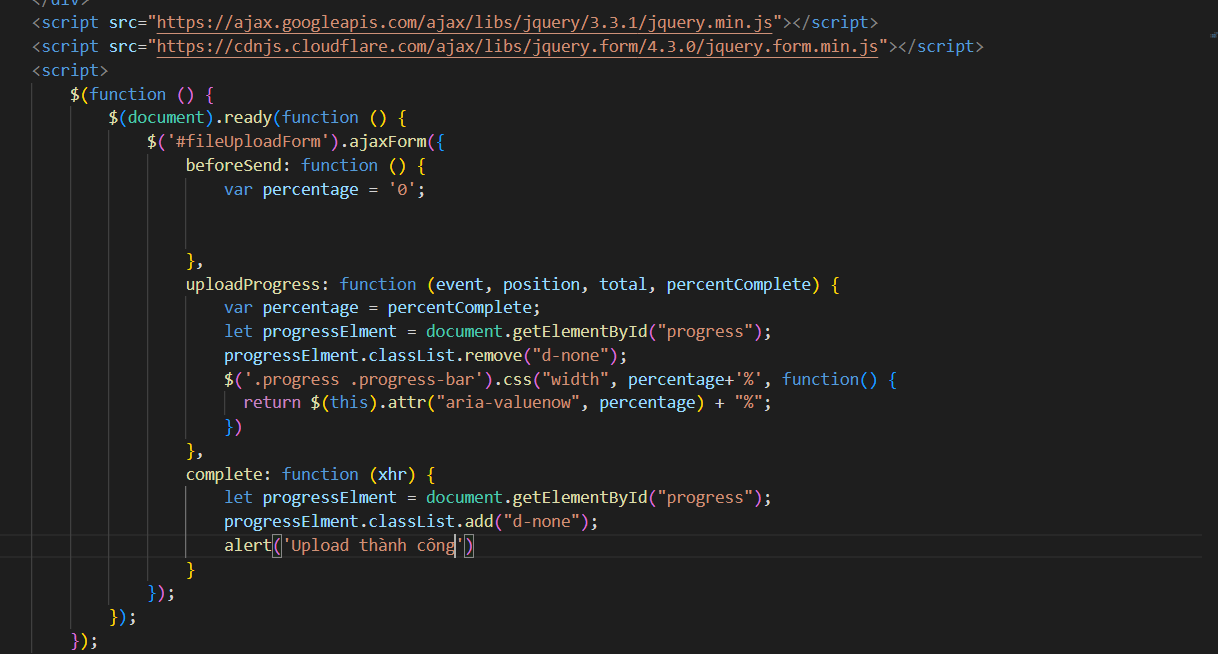 </div>
<script src="https://ajax.googleapis.com/ajax/libs/jquery/3.3.1/jquery.min.js"></script>
<script src="https://cdnjs.cloudflare.com/ajax/libs/jquery.form/4.3.0/jquery.form.min.js"></script>
<script>
$(function () {
$(document).ready(function () {
$('#fileUploadForm').ajaxForm({
beforeSend: function () {
var percentage = '0';
},
uploadProgress: function (event, position, total, percentComplete) {
var percentage = percentComplete;
let progressElment = document.getElementById("progress");
progressElment.classList.remove("d-none");
$('.progress .progress-bar').css("width", percentage+'%', function() {
return $(this).attr("aria-valuenow", percentage) + "%";
})
},
complete: function (xhr) {
let progressElment = document.getElementById("progress");
progressElment.classList.add("d-none");
alert('Upload thành công')
}
});
});
});